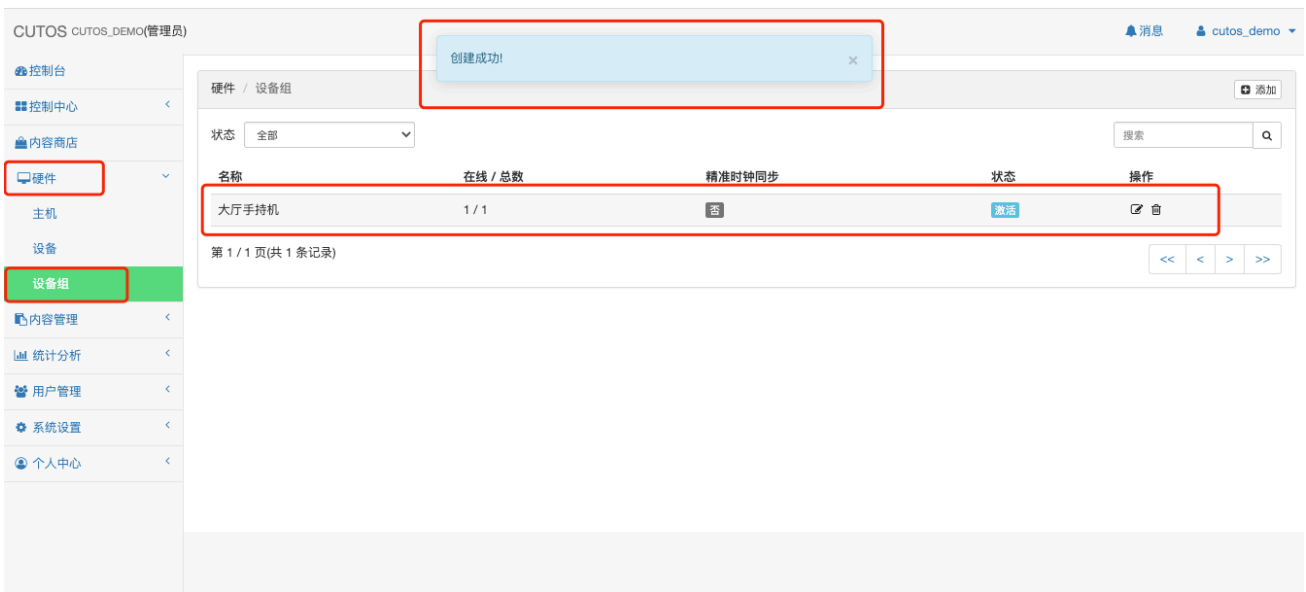 CUTOS CUTOS_DEMO(管理员)
消息
cutos_demo
创建成功!
×
控制台
控制中心
内容商店
硬件
主机
设备
设备组
内容管理
统计分析
用户管理
系统设置
个人中心
硬件 / 设备组
添加
状态 全部
搜索
名称 在线 / 总数 精准时钟同步 状态 操作
大厅手持机 1 / 1 否 激活
第 1 / 1 页(共 1 条记录)
<< < > >>